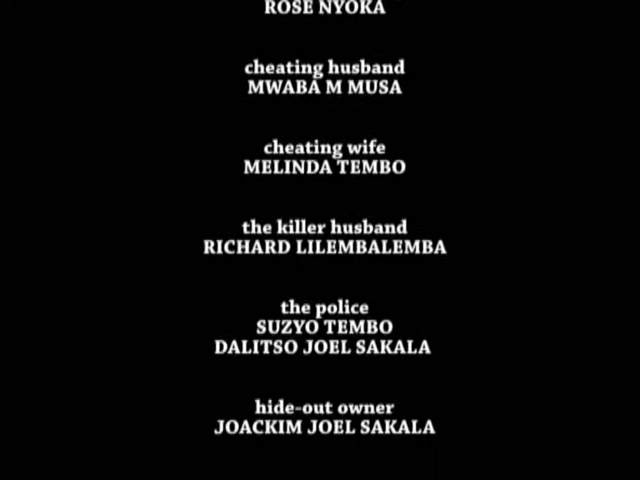 ROSE NYOKA
cheating husband
MWABA M MUSA
cheating wife
MELINDA TEMBO
the killer husband
RICHARD LILEMBALEMBA
the police
SUZYO TEMBO
DALITSO JOEL SAKALA
hide-out owner
JOACKIM JOEL SAKALA